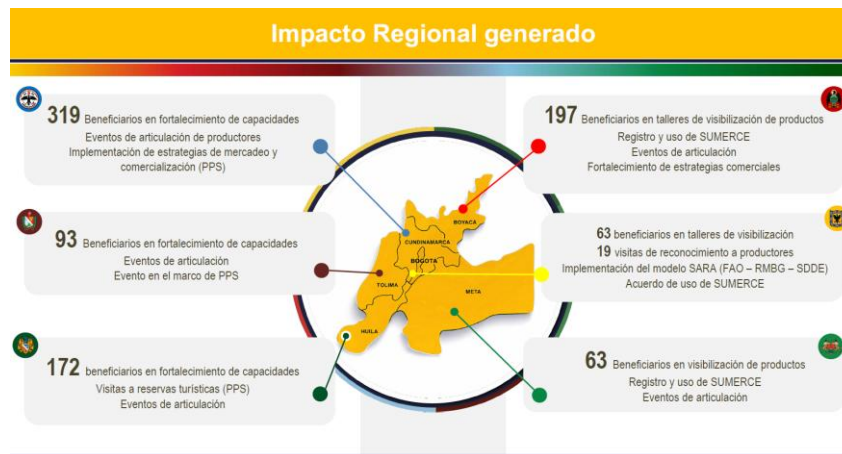 Impacto Regional generado
319 Beneficiarios en fortalecimiento de capacidades
Eventos de articulación de productores
Implementación de estrategias de mercadeo y
comercialización (PPS)
93 Beneficiarios en fortalecimiento de capacidades
Eventos de articulación
Evento en el marco de PPS
172 beneficiarios en fortalecimiento de capacidades
Visitas a reservas turísticas (PPS)
Eventos de articulación
BOYACA
CUNDINAMARCA
BOGOTA
TOLIMA
META
HUILA
197 Beneficiarios en talleres de visibilización de productos
Registro y uso de SUMERCE
Eventos de articulación
Fortalecimiento de estrategias comerciales
63 beneficiarios en talleres de visibilización
19 visitas de reconocimiento a productores
Implementación del modelo SARA (FAO – RMBG – SDDE)
Acuerdo de uso de SUMERCE
63 Beneficiarios en visibilización de productos
Registro y uso de SUMERCE
Eventos de articulación